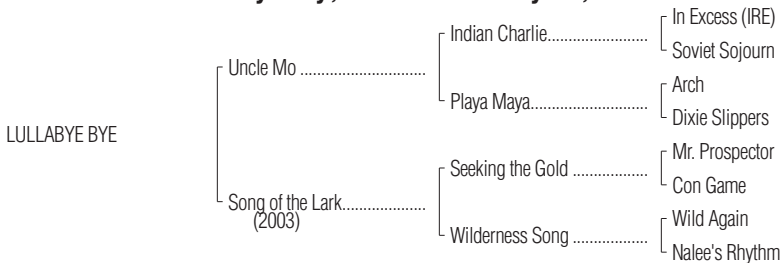 In Excess (IRE)
Indian Charlie........................
Soviet Sojourn
Uncle Mo ..............................
Arch
Playa Maya............................
Dixie Slippers
LULLABYE BYE
Mr. Prospector
Seeking the Gold ..................
Con Game
Song of the Lark....................
(2003)
Wild Again
Wilderness Song ..................
Nalee's Rhythm